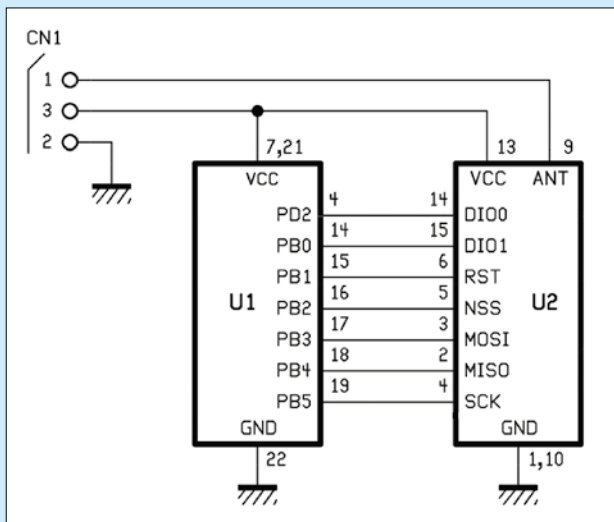 CN1
1
3
2
7,21 13 9
VCC VCC ANT
PD2 4 14 DIO0
PB0 14 15 DIO1
PB1 15 6 RST
PB2 16 5 NSS
U1 U2
PB3 17 3 MOSI
PB4 18 2 MISO
PB5 19 4 SCK
GND GND
22 1,10